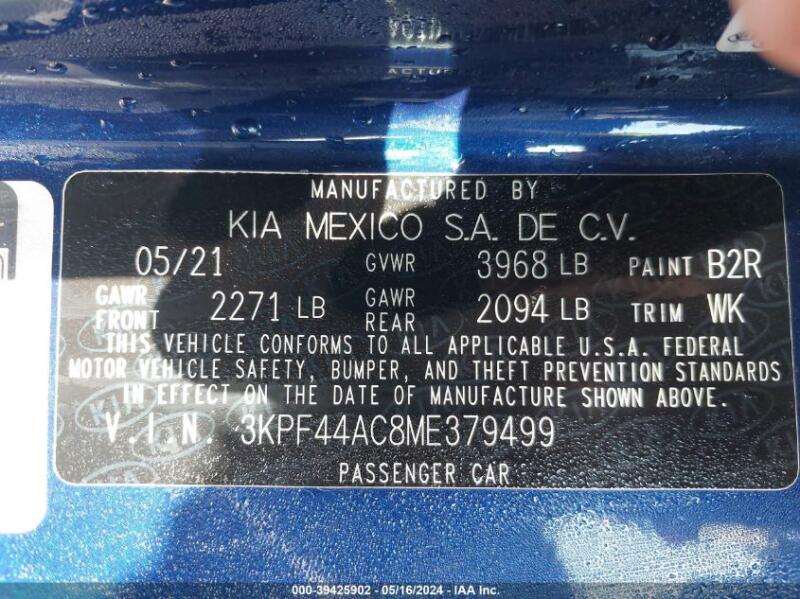 MANUFACTURED BY
KIA MEXICO S.A. DE C.V.
05/21 GVWR 3968 LB PAINT B2R
GAWR FRONT 2271 LB GAWR REAR 2094 LB TRIM WK
THIS VEHICLE CONFORMS TO ALL APPLICABLE U.S.A. FEDERAL
MOTOR VEHICLE SAFETY, BUMPER, AND THEFT PREVENTION STANDARDS
IN EFFECT ON THE DATE OF MANUFACTURE SHOWN ABOVE.
V.I.N. 3KPF44AC8ME379499
PASSENGER CAR
000-39425902 - 05/16/2024 - IAA Inc.